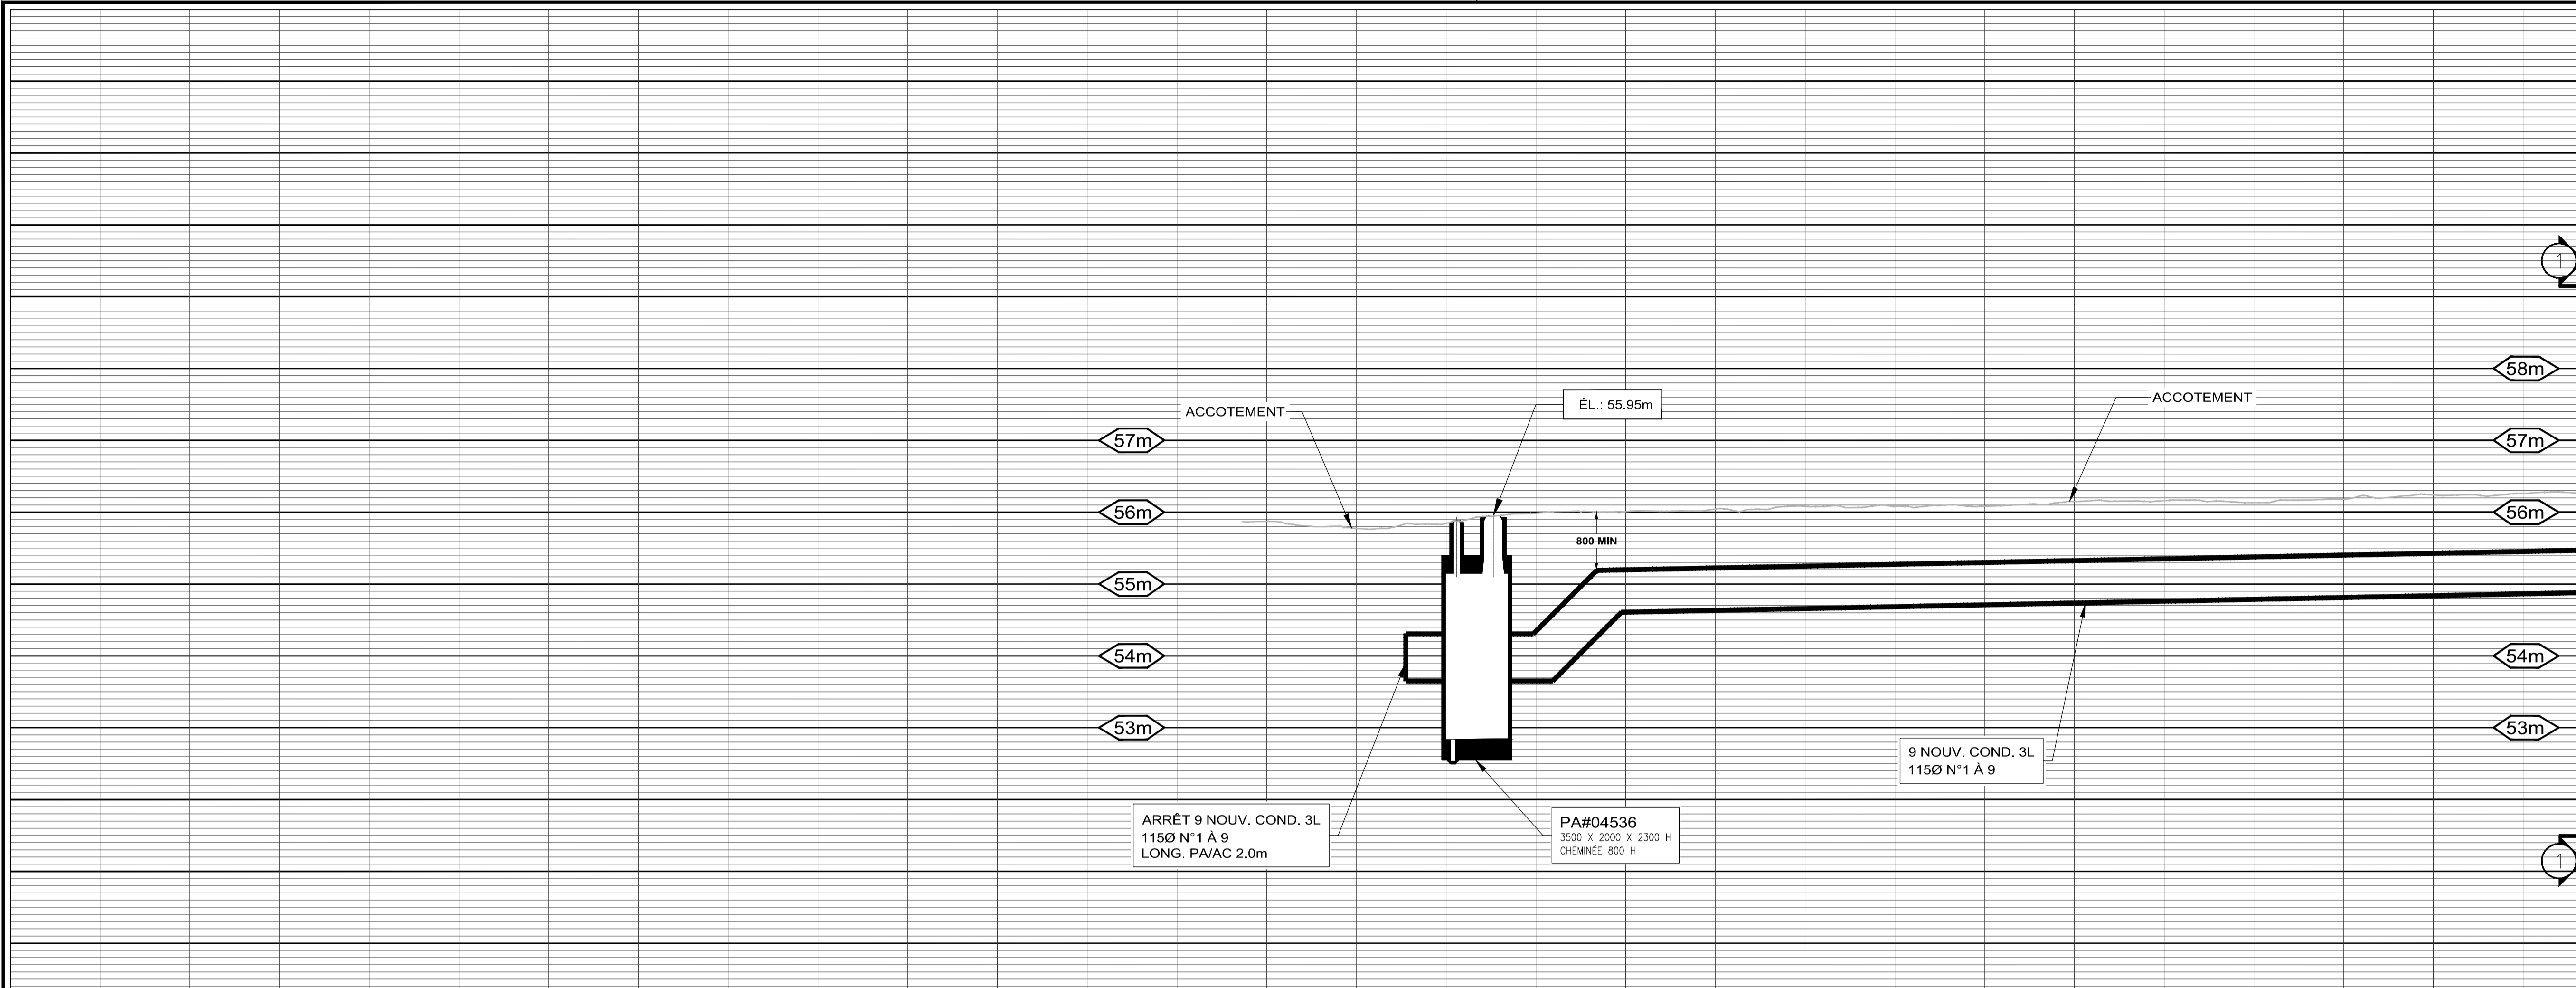 1
58m
ÉL.: 55.95m
ACCOTEMENT
ACCOTEMENT
57m
57m
56m
56m
800 MIN
55m
54m
54m
53m
53m
9 NOUV. COND. 3L
115Ø N°1 À 9
ARRÊT 9 NOUV. COND. 3L
115Ø N°1 À 9
LONG. PA/AC 2.0m
PA#04536
3500 X 2000 X 2300 H
CHEMINÉE 800 H
1